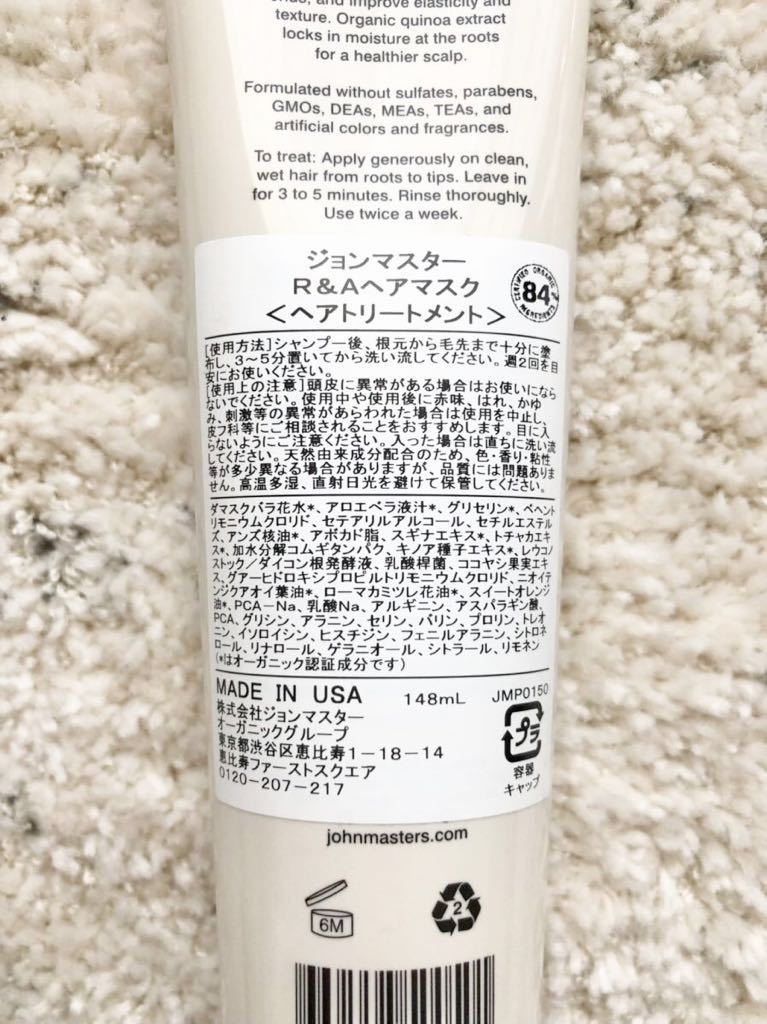 ends, and improve elasticity and
texture. Organic quinoa extract
locks in moisture at the roots
for a healthier scalp.
Formulated without sulfates, parabens,
GMOs, DEAs, MEAs, TEAs, and
artificial colors and fragrances.
To treat: Apply generously on clean,
wet hair from roots to tips. Leave in
for 3 to 5 minutes. Rinse thoroughly.
Use twice a week.
ジョンマスター
R&Aヘアマスク
<ヘアトリートメント>
CERTIFIED ORGANIC
84
INGREDIENTS
[使用方法]シャンプー後、根元から毛先まで十分に塗
布し、3~5分置いてから洗い流してください。週2回を目
安にお使いください。
[使用上の注意]頭皮に異常がある場合はお使いになら
ないでください。使用中や使用後に赤味、はれ、かゆ
み、刺激等の異常があらわれた場合は使用を中止し、
皮フ科等にご相談されることをおすすめします。目に入
らないようにご注意ください。入った場合は直ちに洗い流
してください。天然由来成分配合のため、色・香り・粘性
等が多少異なる場合がありますが、品質には問題ありま
せん。高温多湿、直射日光を避けて保管してください。
ダマスクバラ花水*、アロエベラ液汁*、グリセリン*、ベヘント
リモニウムクロリド、セテアリルアルコール、セチルエステル
ズ、アンズ核油*、アボカド脂、スギナエキス*、トチャカエキ
ス*、加水分解コムギタンパク、キノア種子エキス*、レウコノ
ストック/ダイコン根発酵液、乳酸桿菌、ココヤシ果実エキ
ス、グアーヒドロキシプロピルトリモニウムクロリド、ニオイテ
ンジクアオイ葉油*、ローマカミツレ花油*、スイートオレンジ
油*、PCA-Na、乳酸Na、アルギニン、アスパラギン酸、
PCA、グリシン、アラニン、セリン、バリン、プロリン、トレオ
ニン、イソロイシン、ヒスチジン、フェニルアラニン、シトロネ
ロール、リナロール、ゲラニオール、シトラール、リモネン
(*はオーガニック認証成分です)
MADE IN USA 148mL JMP0150
株式会社ジョンマスター
オーガニックグループ
東京都渋谷区恵比寿1-18-14
恵比寿ファーストスクエア
0120-207-217
プラ
容器
キャップ
johnmasters.com
6M
2